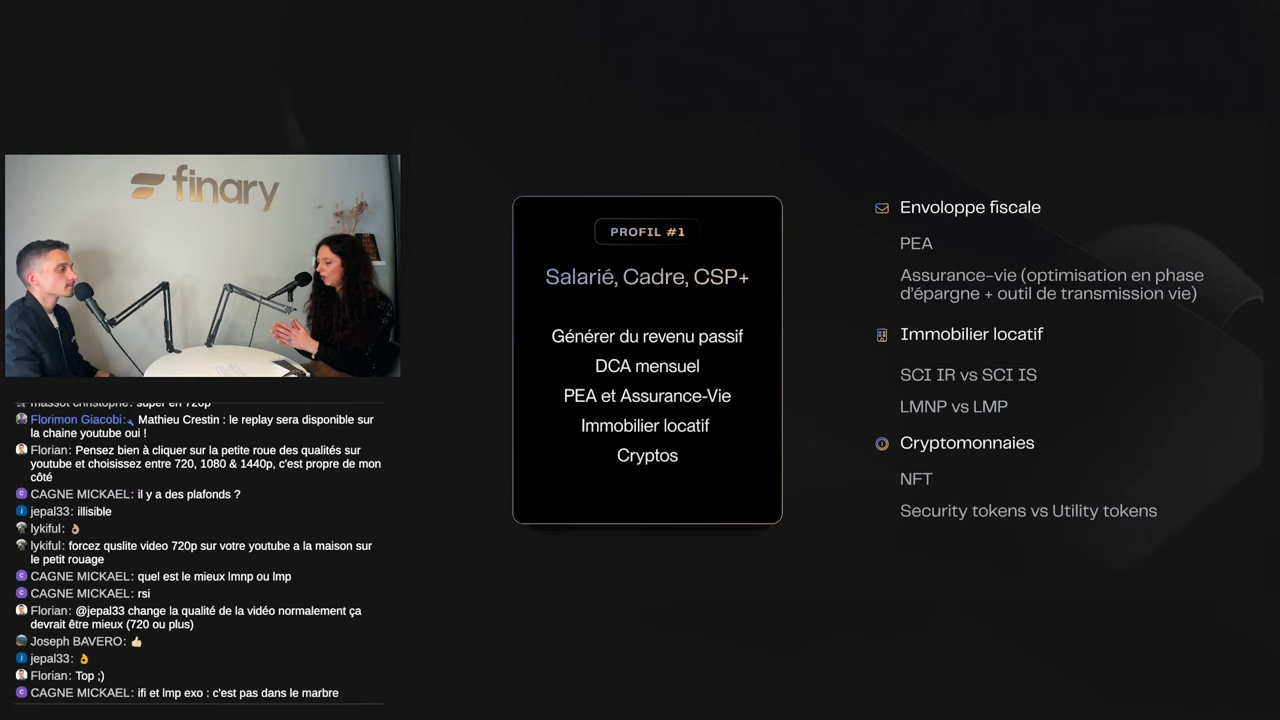 finary
massot christophe: super en 720p
Florimon Giacobi: Mathieu Crestin : le replay sera disponible sur
la chaine youtube oui !
Florian: Pensez bien à cliquer sur la petite roue des qualités sur
youtube et choisissez entre 720, 1080 & 1440p, c'est propre de mon
côté
CAGNE MICKAEL: il y a des plafonds ?
jepal33: illisible
lykiful: 👌
lykiful: forcez quslite video 720p sur votre youtube a la maison sur
le petit rouage
CAGNE MICKAEL: quel est le mieux lmnp ou lmp
CAGNE MICKAEL: rsi
Florian: @jepal33 change la qualité de la vidéo normalement ça
devrait être mieux (720 ou plus)
Joseph BAVERO: 👍
jepal33: 👌
Florian: Top ;)
CAGNE MICKAEL: ifi et lmp exo : c'est pas dans le marbre
PROFIL #1
Salarié, Cadre, CSP+
Générer du revenu passif
DCA mensuel
PEA et Assurance-Vie
Immobilier locatif
Cryptos
Envoloppe fiscale
PEA
Assurance-vie (optimisation en phase
d'épargne + outil de transmission vie)
Immobilier locatif
SCI IR vs SCI IS
LMNP vs LMP
Cryptomonnaies
NFT
Security tokens vs Utility tokens